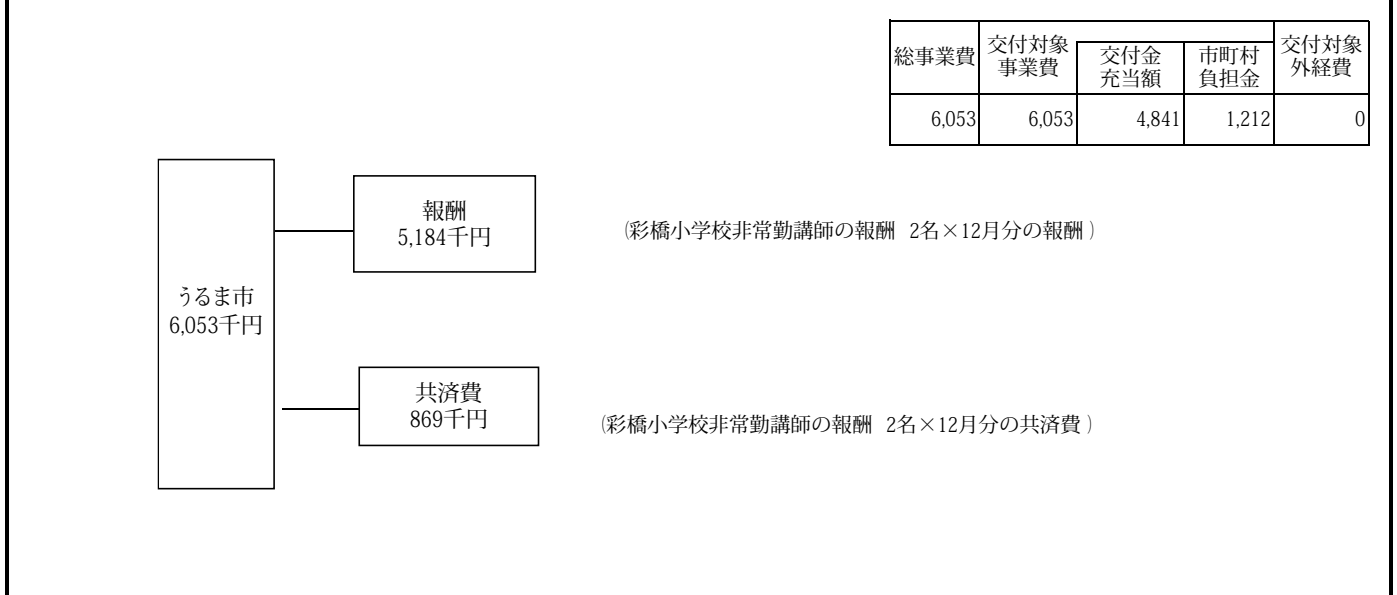 総事業費 交付対象事業費 交付金充当額 市町村負担金 交付対象外経費
6,053 6,053 4,841 1,212 0
報酬
5,184千円
(彩橋小学校非常勤講師の報酬 2名×12月分の報酬)
うるま市
6,053千円
共済費
869千円
(彩橋小学校非常勤講師の報酬 2名×12月分の共済費)